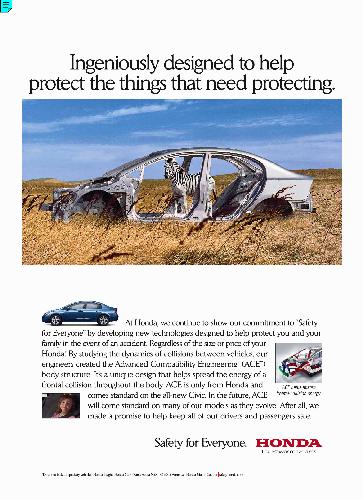 Ingeniously designed to help
protect the things that need protecting.
At Honda, we continue to show our commitment to "Safety
for Everyone" by developing new technologies designed to help protect you and your
family in the event of an accident. Regardless of the size or price of your
Honda. By studying the dynamics of collisions between vehicles, our
engineers created the Advanced Compatibility Engineering (ACE)
body structure. It's a unique design that helps spread the energy of a
frontal collision throughout the body. ACE is only from Honda and
comes standard on the all-new Civic. In the future, ACE
will come standard on many of our models as they evolve. After all, we
made a promise to help keep all of our drivers and passengers safe.
Safety for Everyone. HONDA